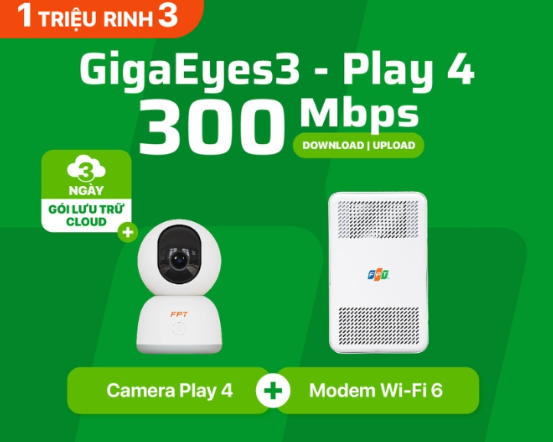 1 TRIỆU RINH 3
GigaEyes3 - Play 4
300 Mbps
DOWNLOAD | UPLOAD
3
NGÀY
GÓI LƯU TRỮ
CLOUD
+
FPT
FPT
Camera Play 4 + Modem Wi-Fi 6